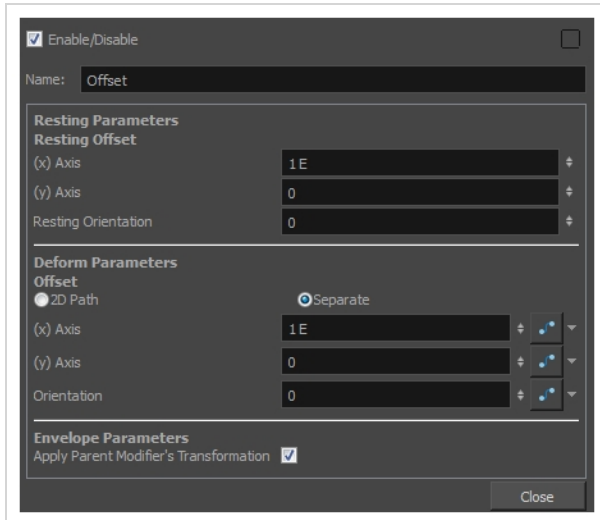 Enable/Disable
Name: Offset
Resting Parameters
Resting Offset
(x) Axis 1 E
(y) Axis 0
Resting Orientation 0
Deform Parameters
Offset
2D Path Separate
(x) Axis 1 E
(y) Axis 0
Orientation 0
Envelope Parameters
Apply Parent Modifier's Transformation
Close